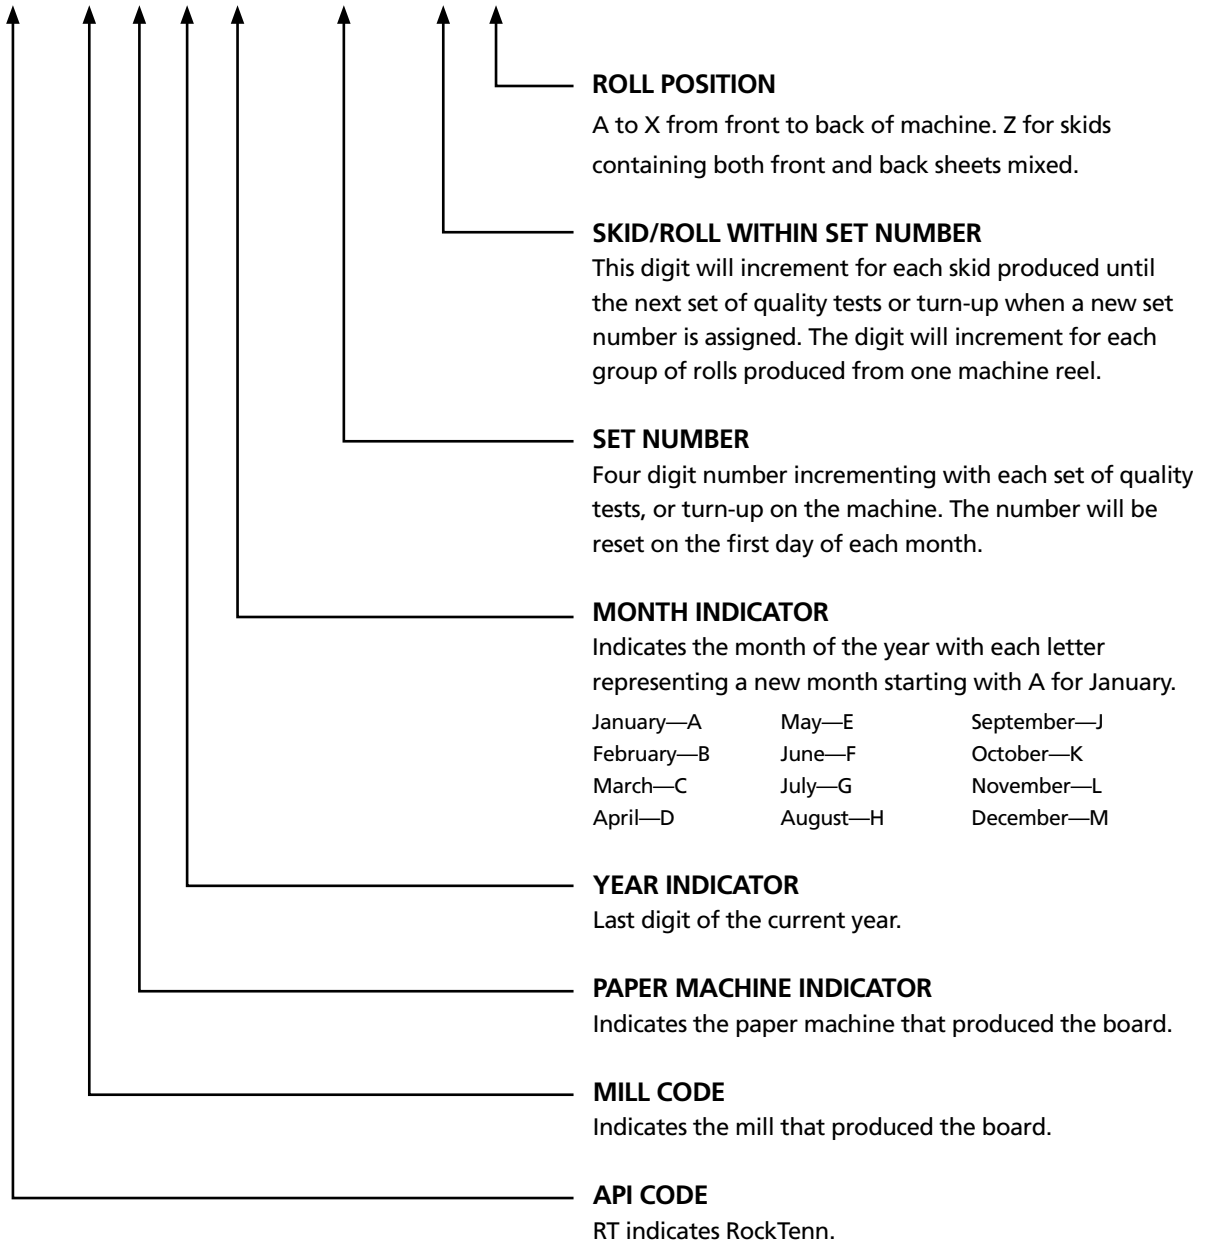 ROLL POSITION
A to X from front to back of machine. Z for skids
containing both front and back sheets mixed.
SKID/ROLL WITHIN SET NUMBER
This digit will increment for each skid produced until
the next set of quality tests or turn-up when a new set
number is assigned. The digit will increment for each
group of rolls produced from one machine reel.
SET NUMBER
Four digit number incrementing with each set of quality
tests, or turn-up on the machine. The number will be
reset on the first day of each month.
MONTH INDICATOR
Indicates the month of the year with each letter
representing a new month starting with A for January.
January—A May—E September—J
February—B June—F October—K
March—C July—G November—L
April—D August—H December—M
YEAR INDICATOR
Last digit of the current year.
PAPER MACHINE INDICATOR
Indicates the paper machine that produced the board.
MILL CODE
Indicates the mill that produced the board.
API CODE
RT indicates RockTenn.